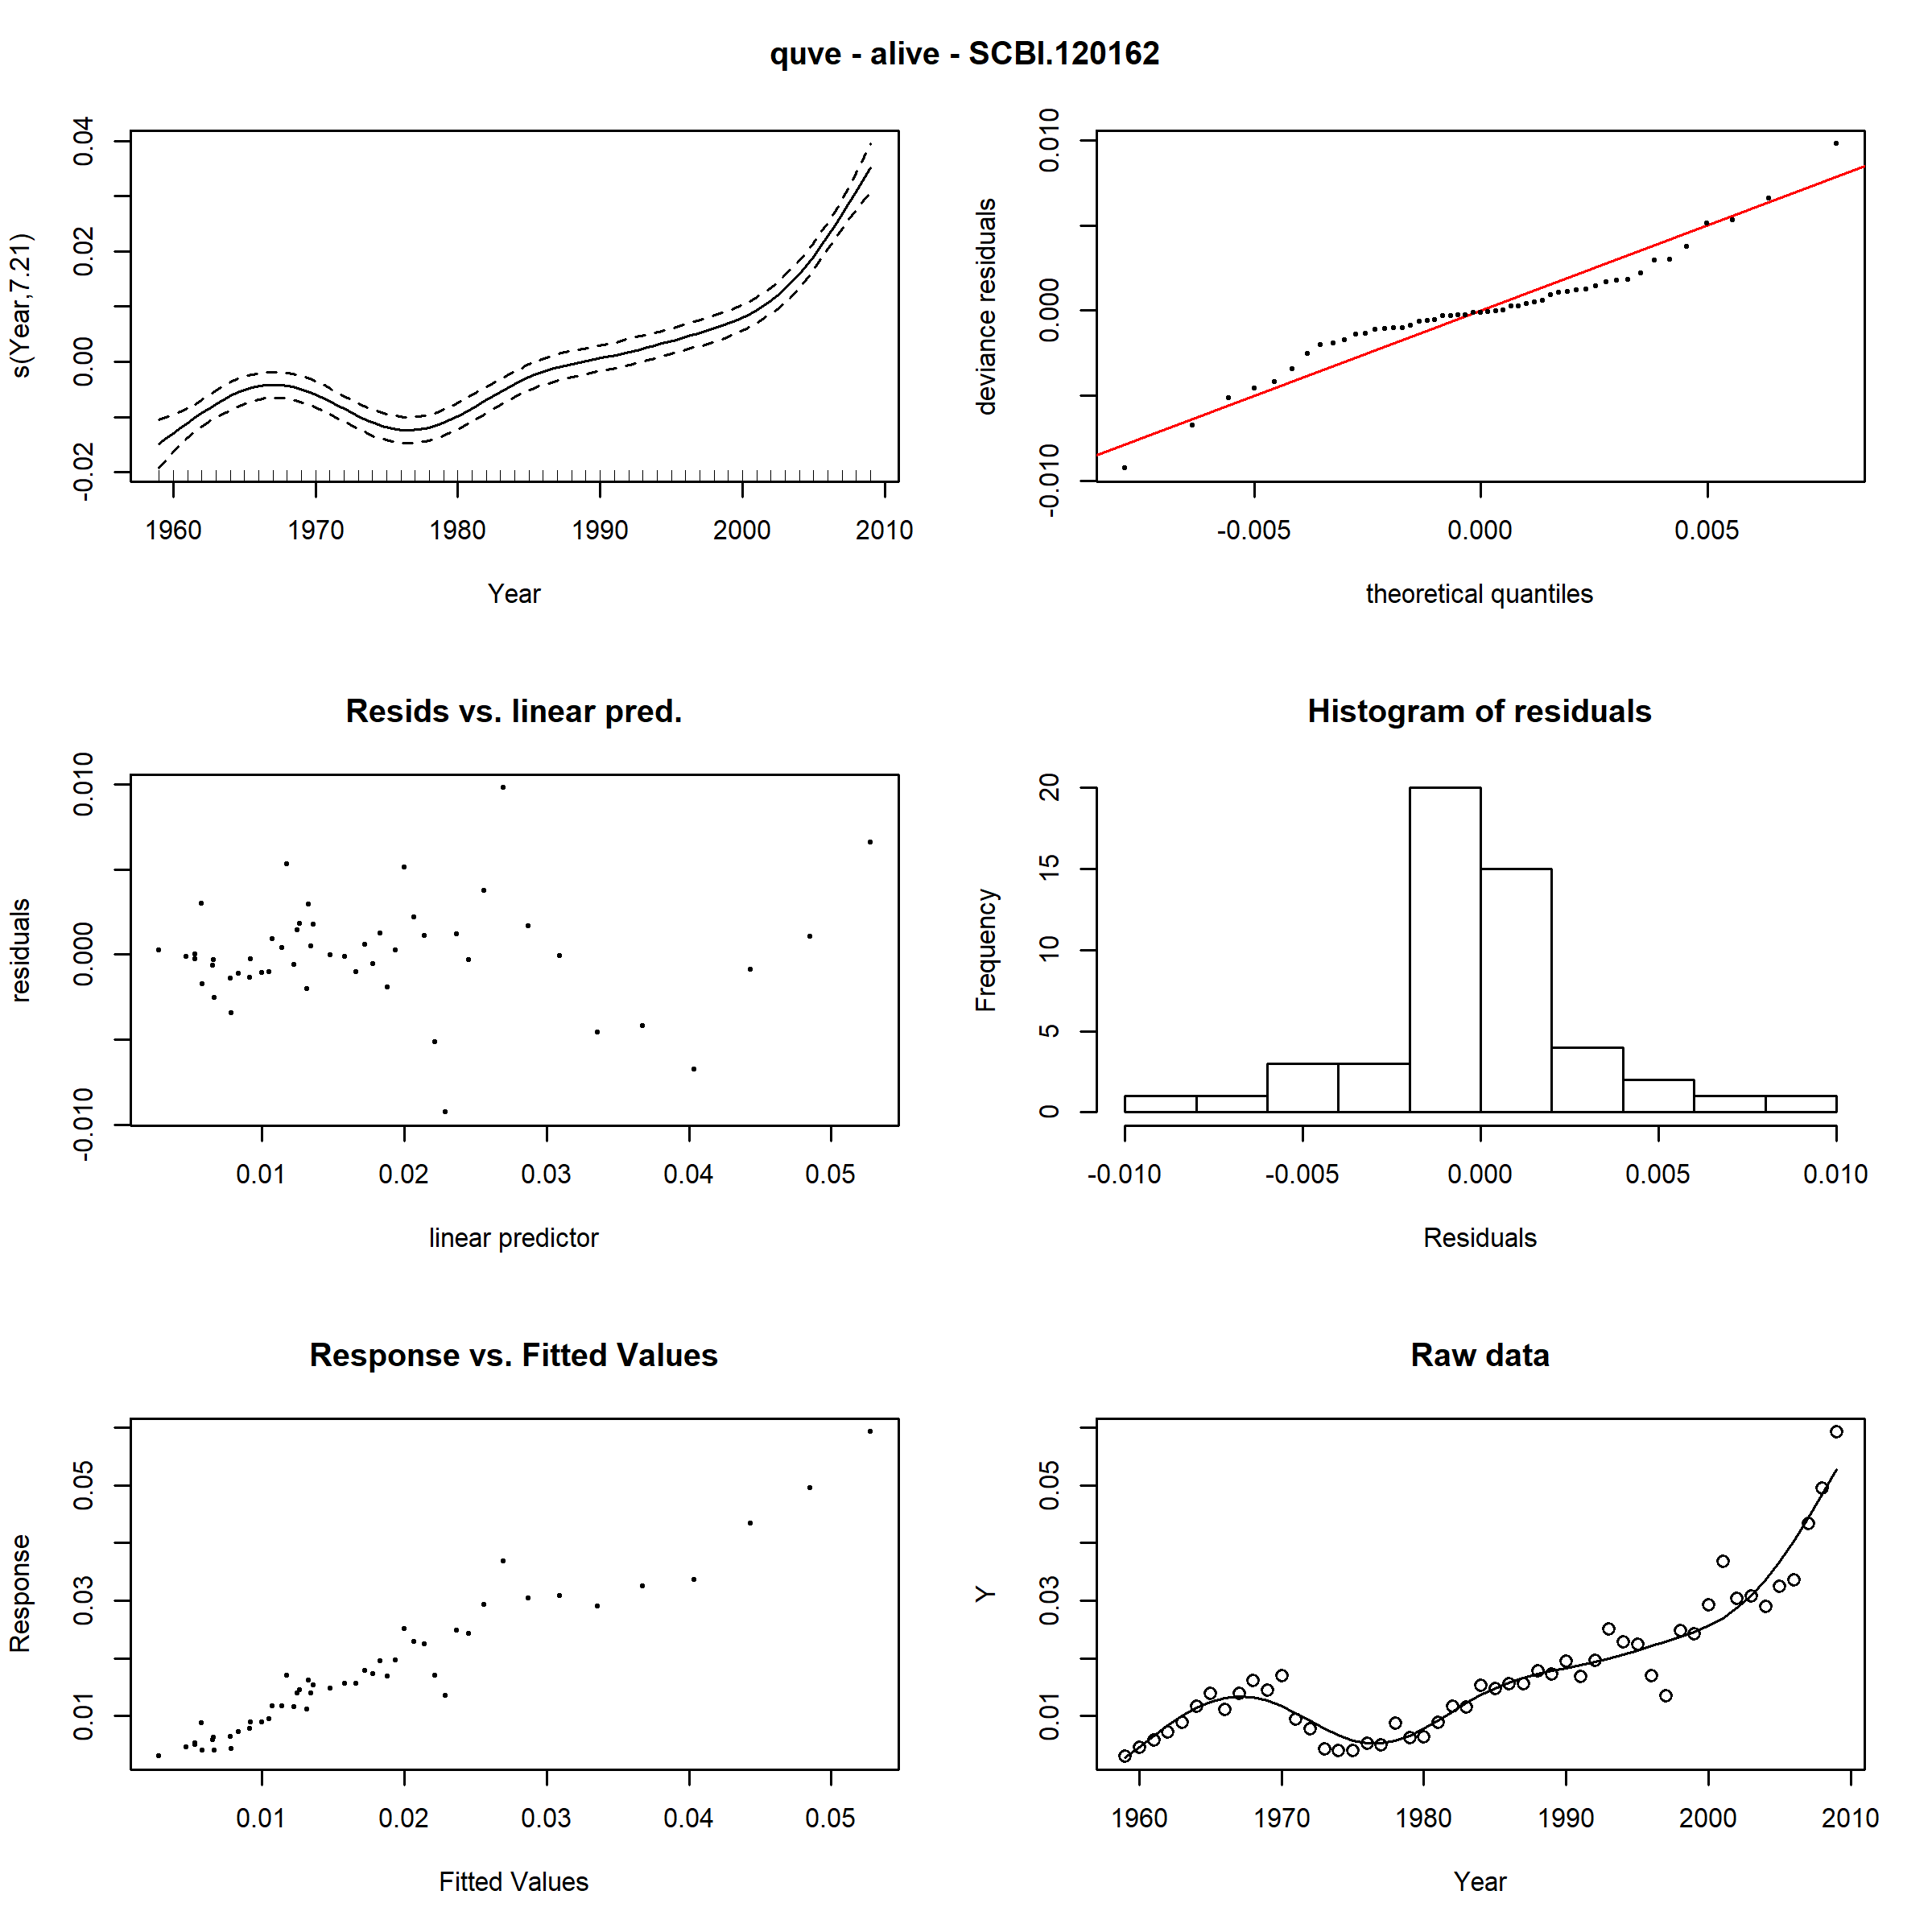 quve - alive - SCBI.120162
s(Year,7.21)
-0.02 0.00 0.02 0.04
1960 1970 1980 1990 2000 2010
Year
deviance residuals
-0.010 0.000 0.010
-0.005 0.000 0.005
theoretical quantiles
Resids vs. linear pred.
residuals
-0.010 0.000 0.010
0.01 0.02 0.03 0.04 0.05
linear predictor
Histogram of residuals
Frequency
0 5 10 15 20
-0.010 -0.005 0.000 0.005 0.010
Residuals
Response vs. Fitted Values
Response
0.01 0.03 0.05
0.01 0.02 0.03 0.04 0.05
Fitted Values
Raw data
Y
0.01 0.03 0.05
1960 1970 1980 1990 2000 2010
Year